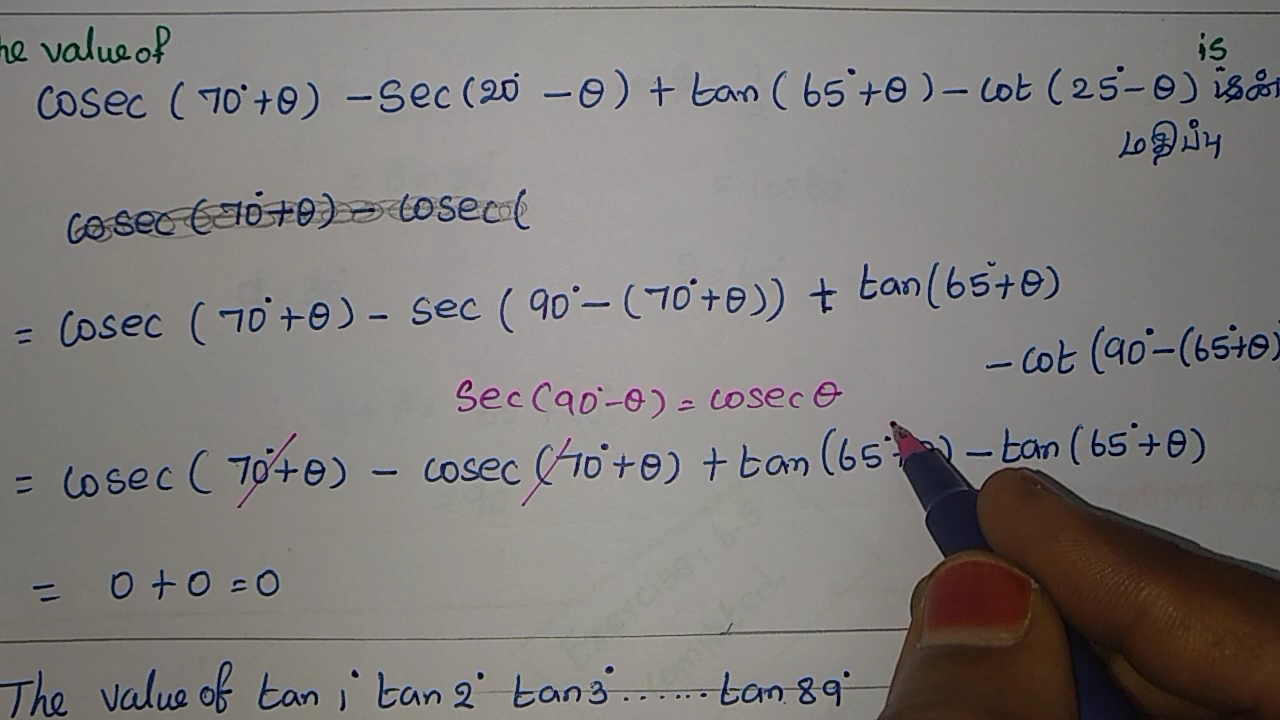 he value of is
cosec (70°+θ) - sec(20° - θ) + tan(65°+θ) - cot (25°-θ)
மதிப்பு
cosec (70°+θ) - cosec (
= cosec (70°+θ) - sec (90°-(70°+θ)) + tan(65°+θ)
- cot (90°-(65°+θ)
sec(90°-θ) = cosec θ
= cosec (70°+θ) - cosec (70°+θ) + tan (65° ) - tan (65°+θ)
= 0+0=0
The value of tan 1° tan 2° tan 3° ...... tan 89°